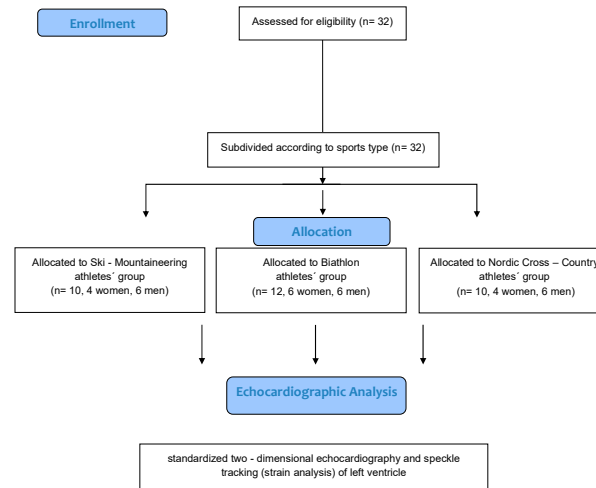 Enrollment
Assessed for eligibility (n= 32)
Subdivided according to sports type (n= 32)
Allocation
Allocated to Ski - Mountaineering
athletes´ group
(n= 10, 4 women, 6 men)
Allocated to Biathlon
athletes´ group
(n= 12, 6 women, 6 men)
Allocated to Nordic Cross – Country
athletes´ group
(n= 10, 4 women, 6 men)
Echocardiographic Analysis
standardized two - dimensional echocardiography and speckle
tracking (strain analysis) of left ventricle